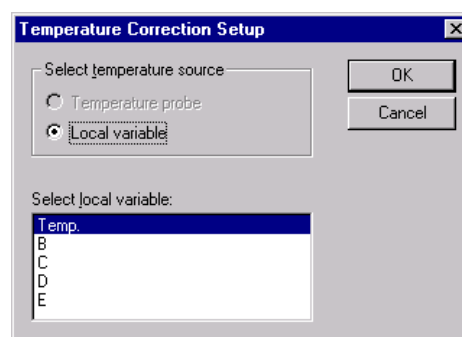 Temperature Correction Setup
Select temperature source
Temperature probe
Local variable
OK
Cancel
Select local variable:
Temp.
B
C
D
E